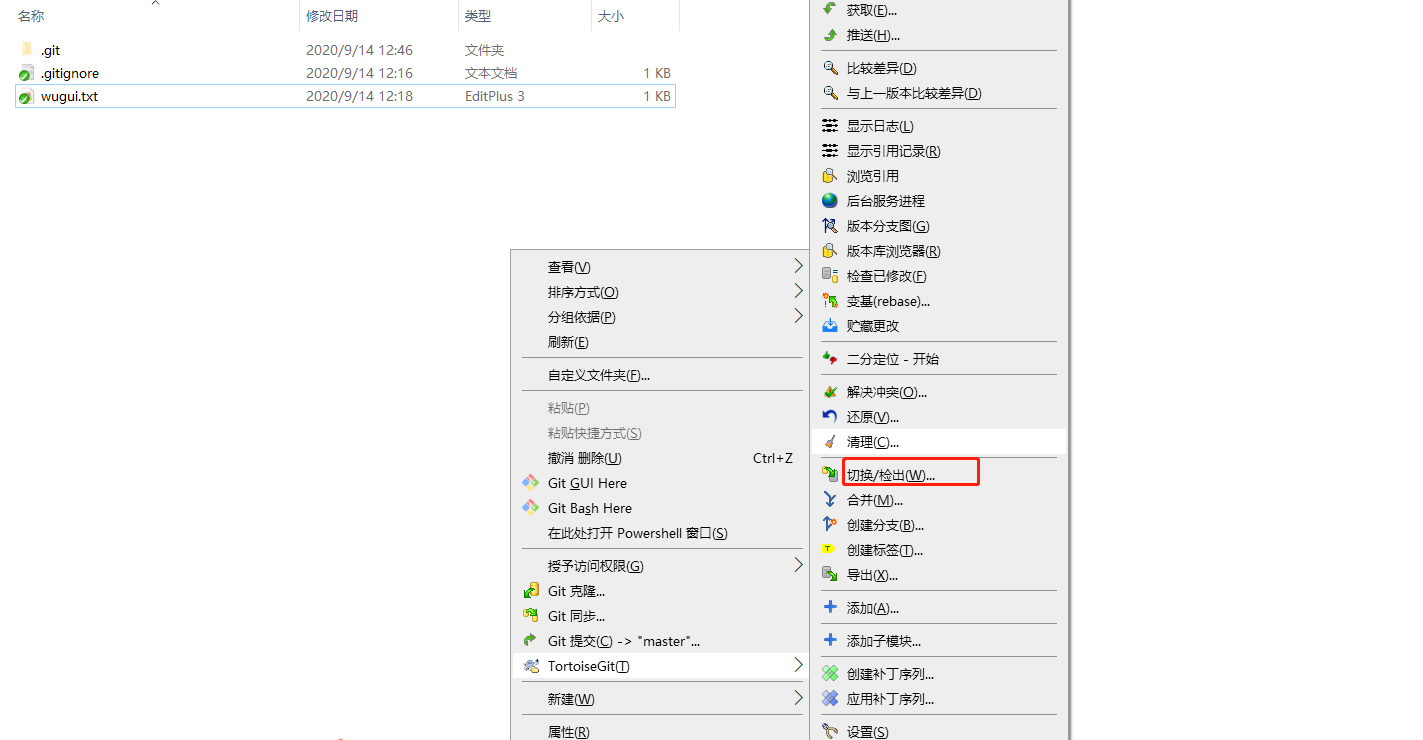 名称 修改日期 类型 大小
.git 2020/9/14 12:46 文件夹
.gitignore 2020/9/14 12:16 文本文档 1 KB
wugui.txt 2020/9/14 12:18 EditPlus 3 1 KB
查看(V)
排序方式(O)
分组依据(P)
刷新(E)
自定义文件夹(F)...
粘贴(P)
粘贴快捷方式(S)
撤消 删除(U) Ctrl+Z
Git GUI Here
Git Bash Here
在此处打开 Powershell 窗口(S)
授予访问权限(G)
Git 克隆...
Git 同步...
Git 提交(C) -> "master"...
TortoiseGit(T)
新建(W)
属性(R)
获取(E)...
推送(H)...
比较差异(D)
与上一版本比较差异(D)
显示日志(L)
显示引用记录(R)
浏览引用
后台服务进程
版本分支图(G)
版本库浏览器(R)
检查已修改(F)
变基(rebase)...
贮藏更改
二分定位 - 开始
解决冲突(O)...
还原(V)...
清理(C)...
切换/检出(W)...
合并(M)...
创建分支(B)...
创建标签(T)...
导出(X)...
添加(A)...
添加子模块...
创建补丁序列...
应用补丁序列...
设置(S)